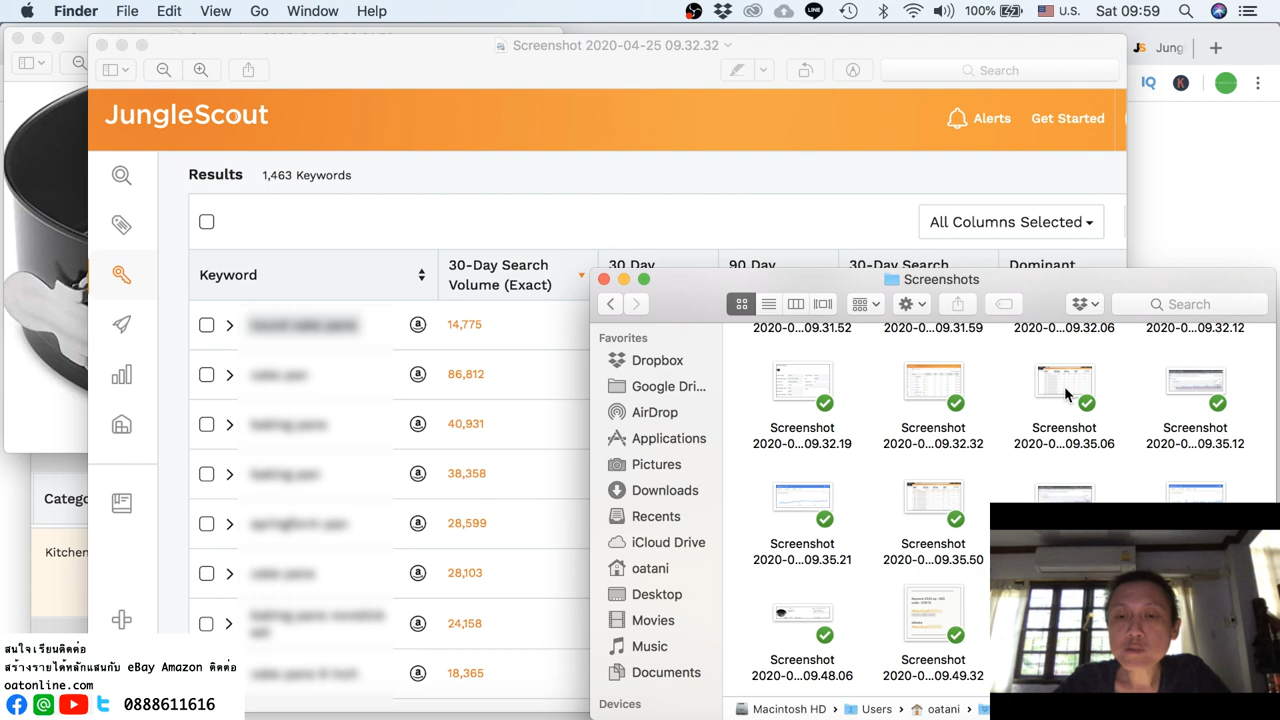 Finder File Edit View Go Window Help
100% U.S. Sat 09:59
LINE
Screenshot 2020-04-25 09.32.32
Search
JS Jung
IQ K
JungleScout
Alerts Get Started
Results 1,463 Keywords
All Columns Selected
Keyword
30-Day Search
Volume (Exact)
30 Day
90 Day
30-Day Search
Dominant
14,775
86,812
40,931
38,358
28,599
28,103
24,158
18,365
Kitchen
Screenshots
Search
Favorites
Dropbox
Google Dri...
AirDrop
Applications
Pictures
Downloads
Recents
iCloud Drive
oatani
Desktop
Movies
Music
Documents
Devices
2020-0...09.31.52
2020-0...09.31.59
2020-0...09.32.06
2020-0...09.32.12
Screenshot
2020-0...09.32.19
Screenshot
2020-0...09.32.32
Screenshot
2020-0...09.35.06
Screenshot
2020-0...09.35.12
Screenshot
2020-0...09.35.21
Screenshot
2020-0...09.35.50
Screenshot
2020-0...09.48.06
Screenshot
2020-0...09.49.32
Macintosh HD › Users › oatani
สนใจเรียนติดต่อ
สร้างรายได้หลักแสนกับ eBay Amazon ติดต่อ
oatonline.com
0888611616